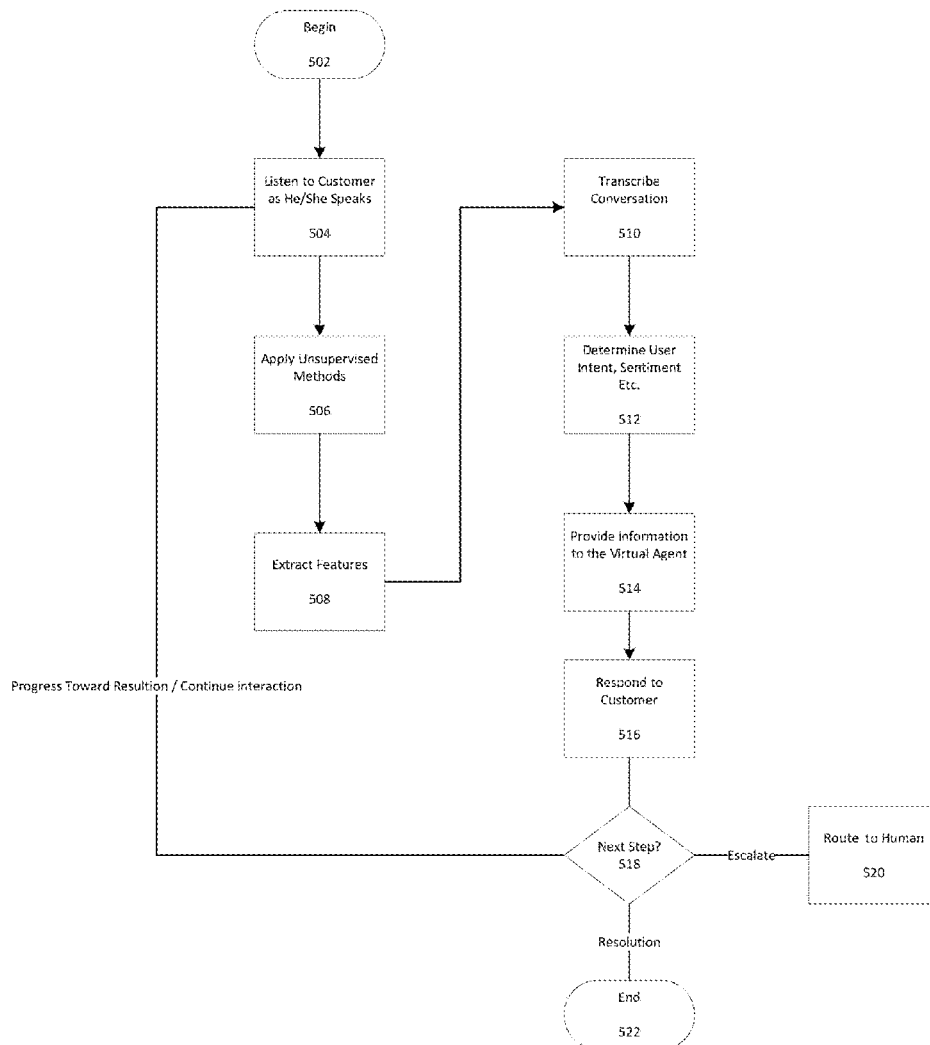 Begin
502
Listen to Customer
as He/She Speaks
504
Apply Unsupervised
Methods
506
Extract Features
508
Transcribe
Conversation
510
Determine User
Intent, Sentiment
Etc.
512
Provide Information
to the Virtual Agent
514
Respond to
Customer
516
Progress Toward Resultion / Continue interaction
Next Step?
518
Escalate
Route to Human
520
Resolution
End
522